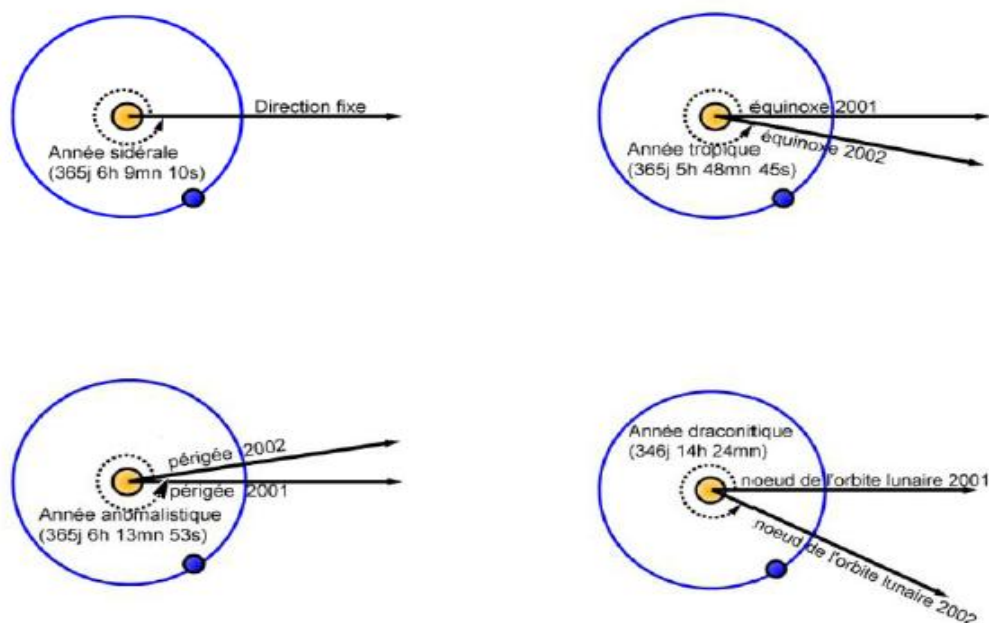 Direction fixe
Année sidérale
(365j 6h 9mn 10s)
équinoxe 2001
équinoxe 2002
Année tropique
(365j 5h 48mn 45s)
périgée 2002
périgée 2001
Année anomalistique
(365j 6h 13mn 53s)
Année draconitique
(346j 14h 24mn)
noeud de l'orbite lunaire 2001
noeud de l'orbite lunaire 2002